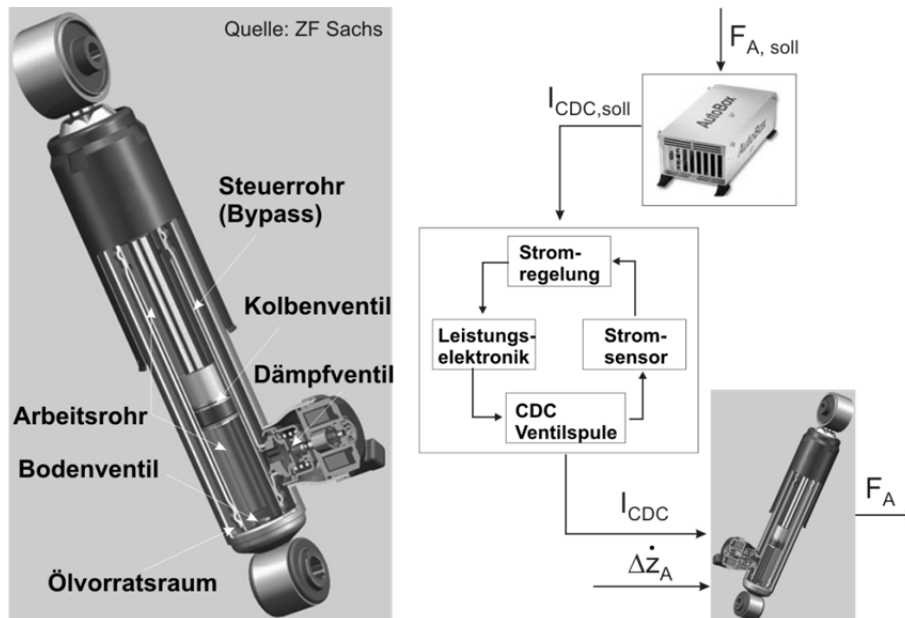 Quelle: ZF Sachs
Steuerrohr
(Bypass)
Kolbenventil
Dämpfventil
Arbeitsrohr
Bodenventil
Ölvorratsraum
F_A, soll
I_CDC,soll
AutoBox
AutoBox
Strom-
regelung
Leistungs-
elektronik
Strom-
sensor
CDC
Ventilspule
I_CDC
Δż_A
F_A